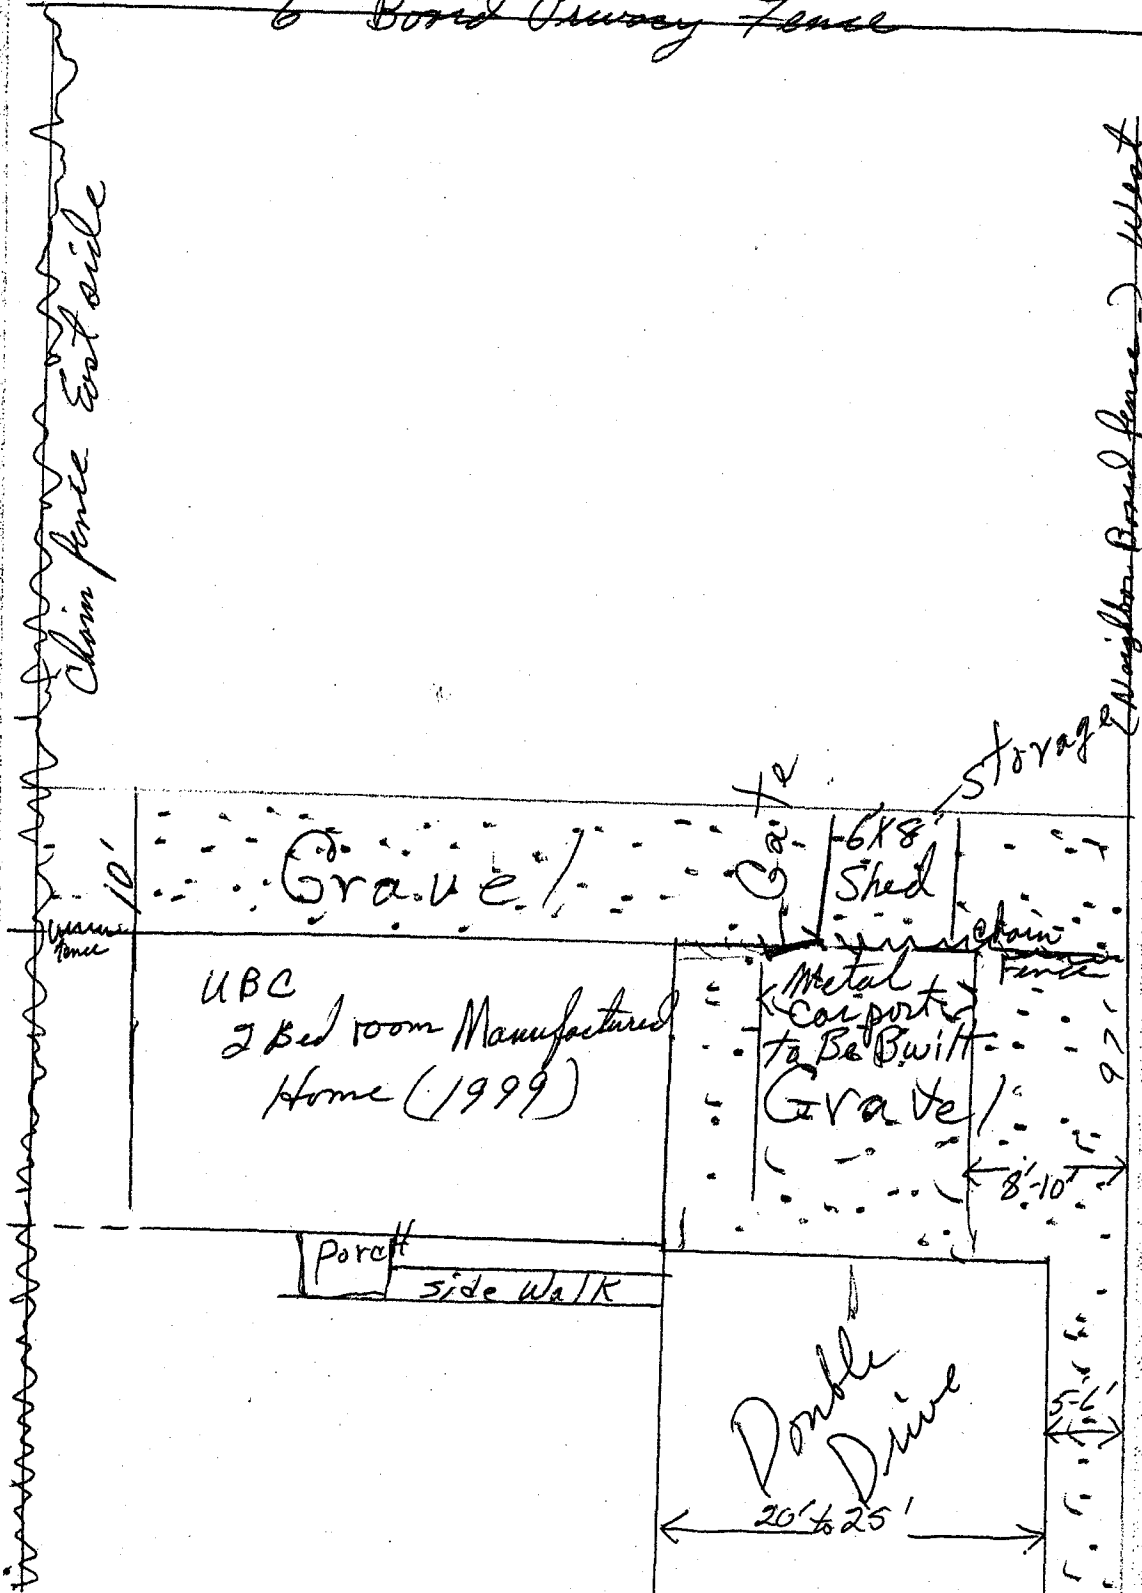 6' Board Privacy Fence
Chain fence East side
(Neighbor Board fence) West
Storage
Gate
6X8'
Shed
10'
Gravel
Fence
chain
Fence
UBC
2 Bed room Manufactured
Home (1999)
Metal
Carport
to Be Built
Gravel
97'
8'-10'
Porch
side Walk
Double
Drive
5-6'
20' to 25'